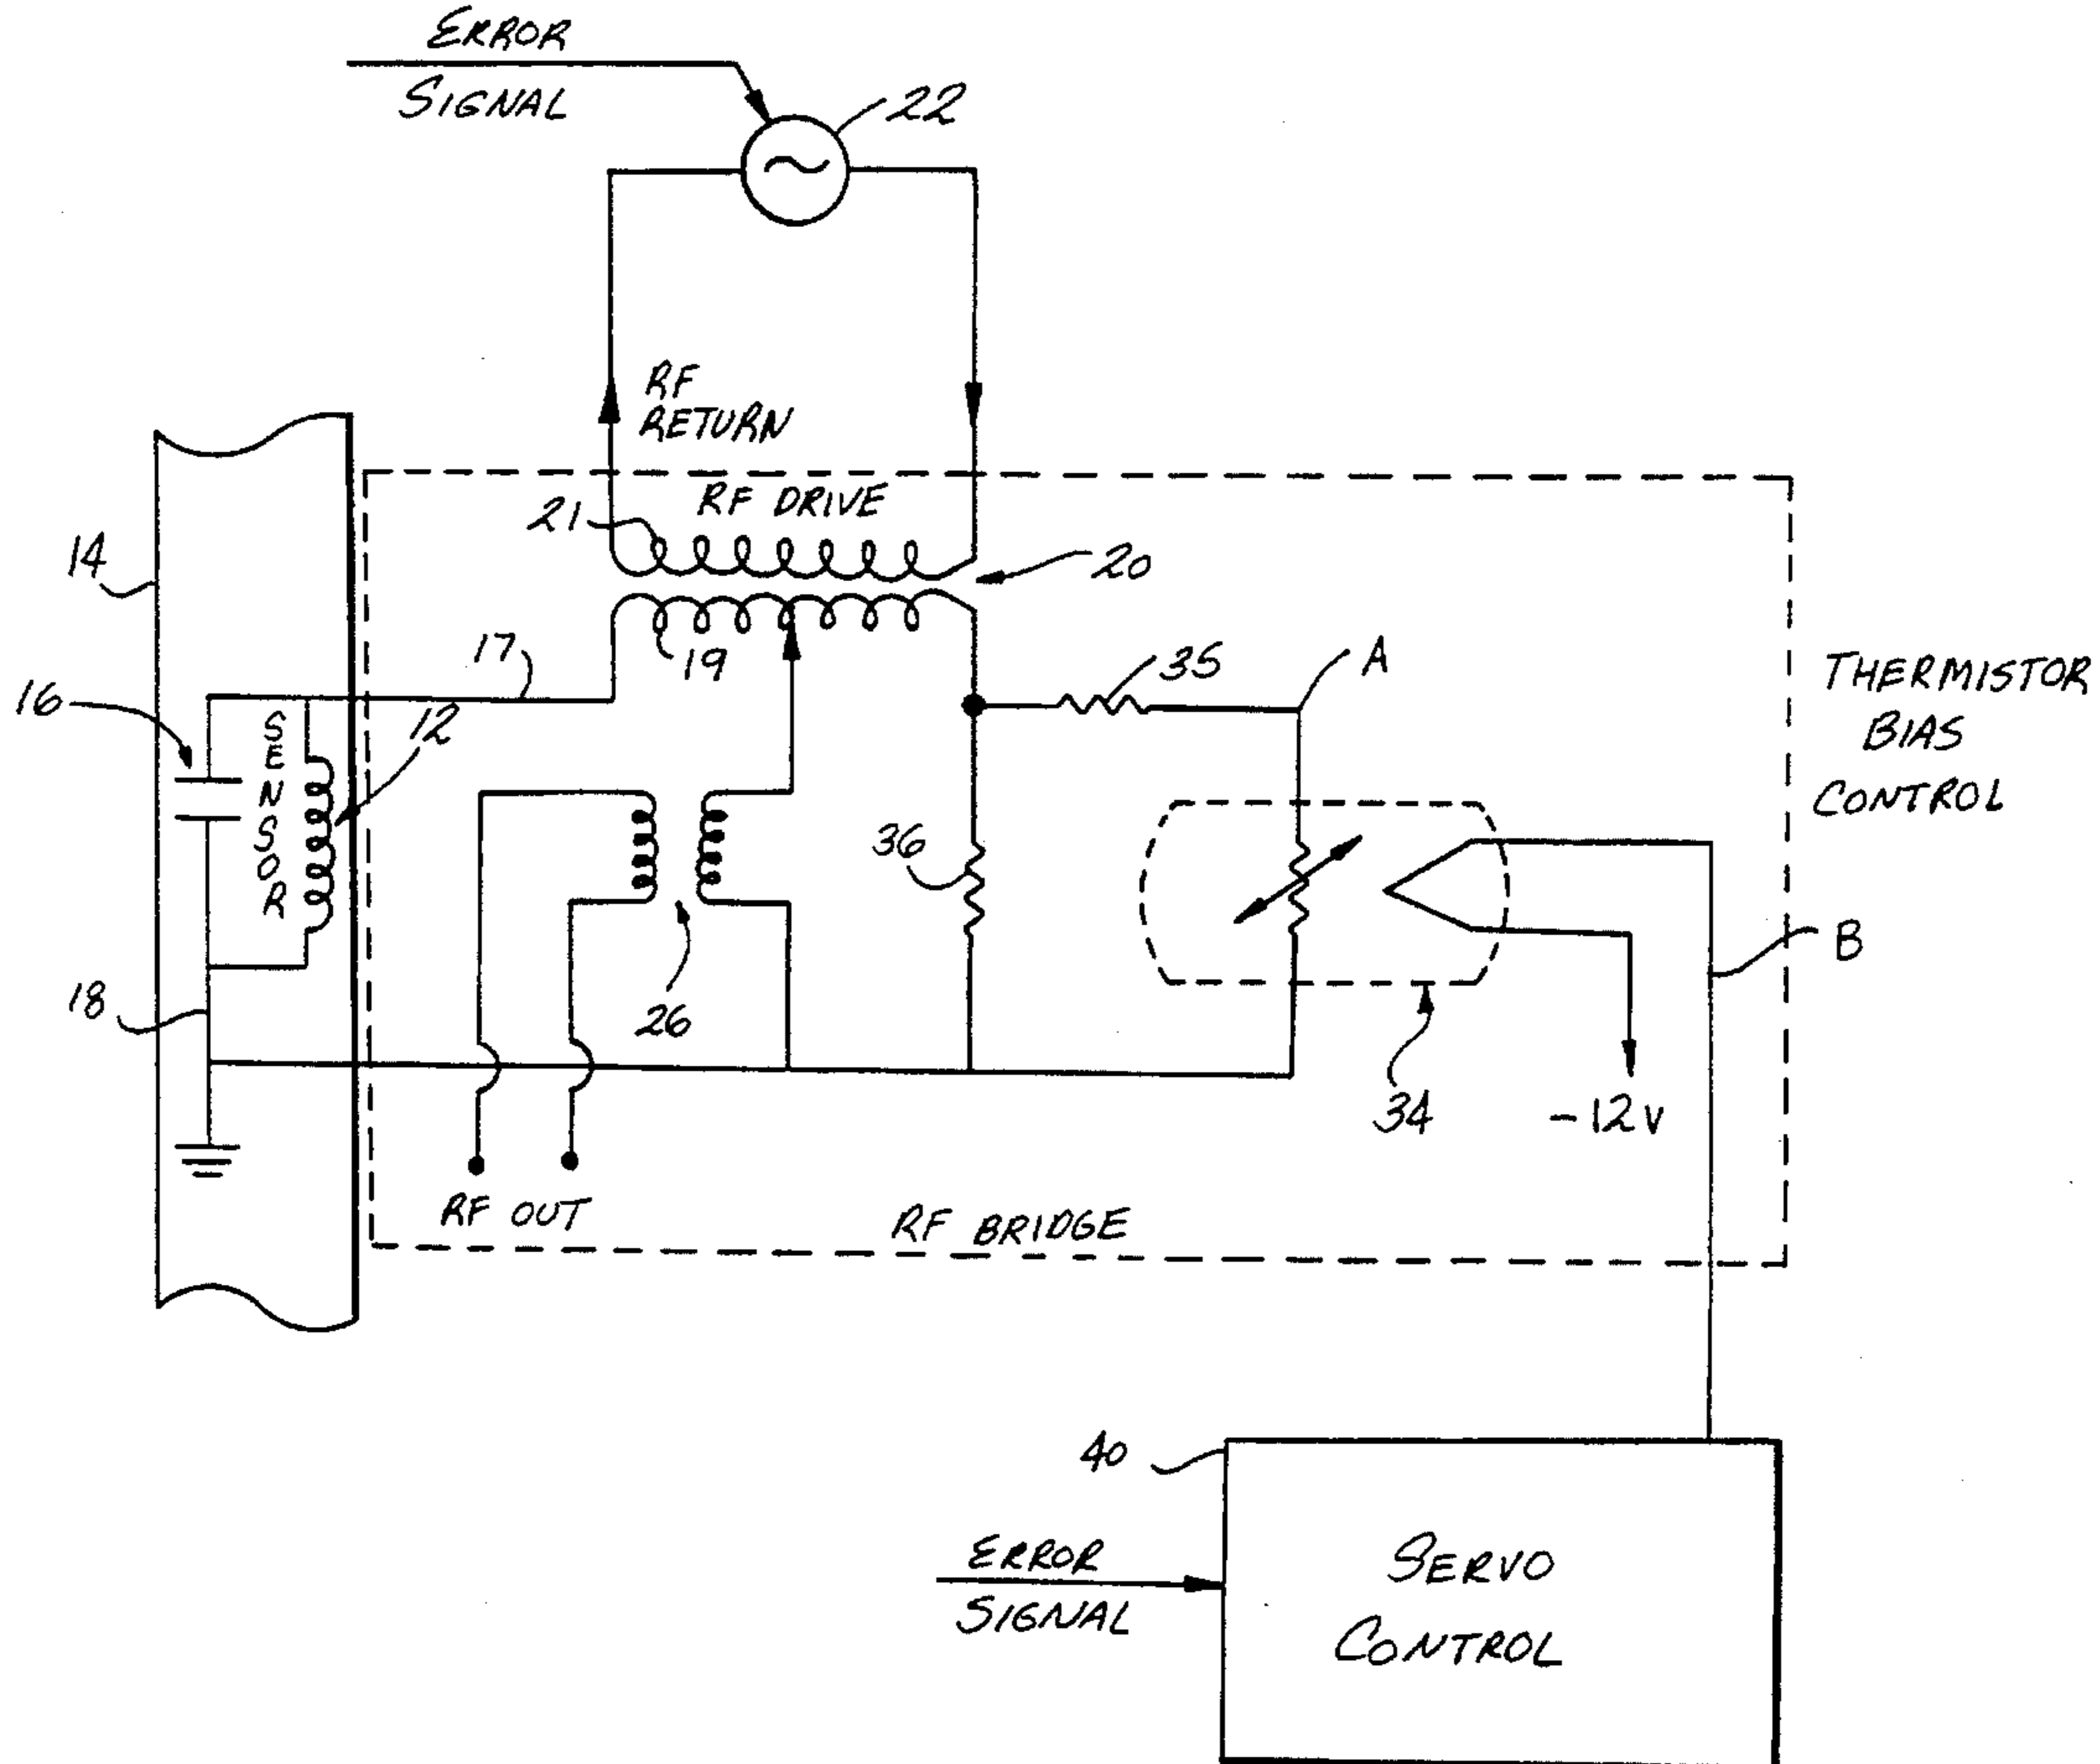 ERROR
SIGNAL
22
RF
RETURN
RF DRIVE
21
20
14
19
17
35
A
16
SENSOR
12
THERMISTOR
BIAS
CONTROL
36
B
18
26
34
-12V
RF OUT
RF BRIDGE
40
ERROR
SIGNAL
SERVO
CONTROL